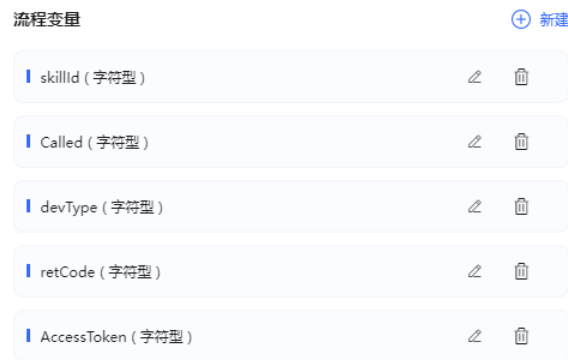 流程变量
新建
skillId ( 字符型 )
Called ( 字符型 )
devType ( 字符型 )
retCode ( 字符型 )
AccessToken ( 字符型 )